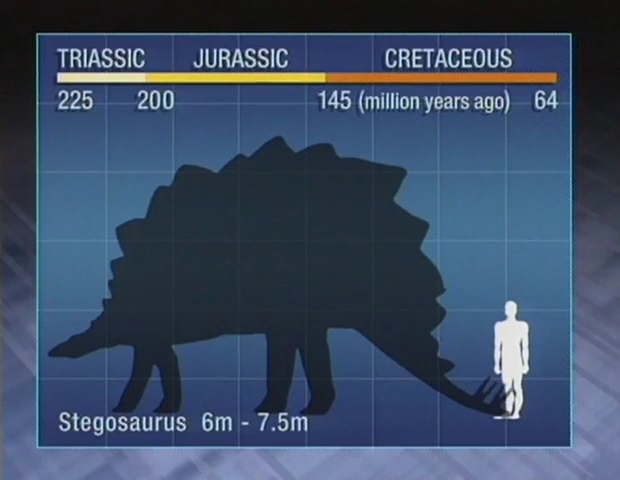 TRIASSIC JURASSIC CRETACEOUS
225 200 145 (million years ago) 64
Stegosaurus 6m - 7.5m